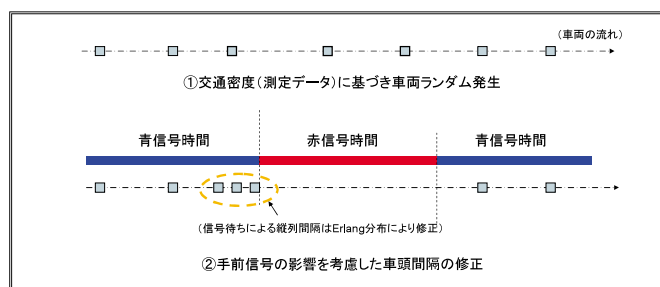 (車両の流れ)
①交通密度(測定データ)に基づき車両ランダム発生
青信号時間 赤信号時間 青信号時間
(信号待ちによる縦列間隔はErlang分布により修正)
②手前信号の影響を考慮した車頭間隔の修正